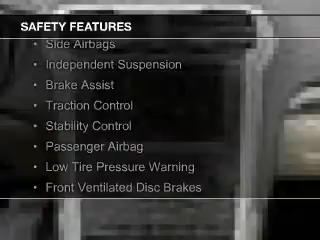 SAFETY FEATURES
• Side Airbags
• Independent Suspension
• Brake Assist
• Traction Control
• Stability Control
• Passenger Airbag
• Low Tire Pressure Warning
• Front Ventilated Disc Brakes